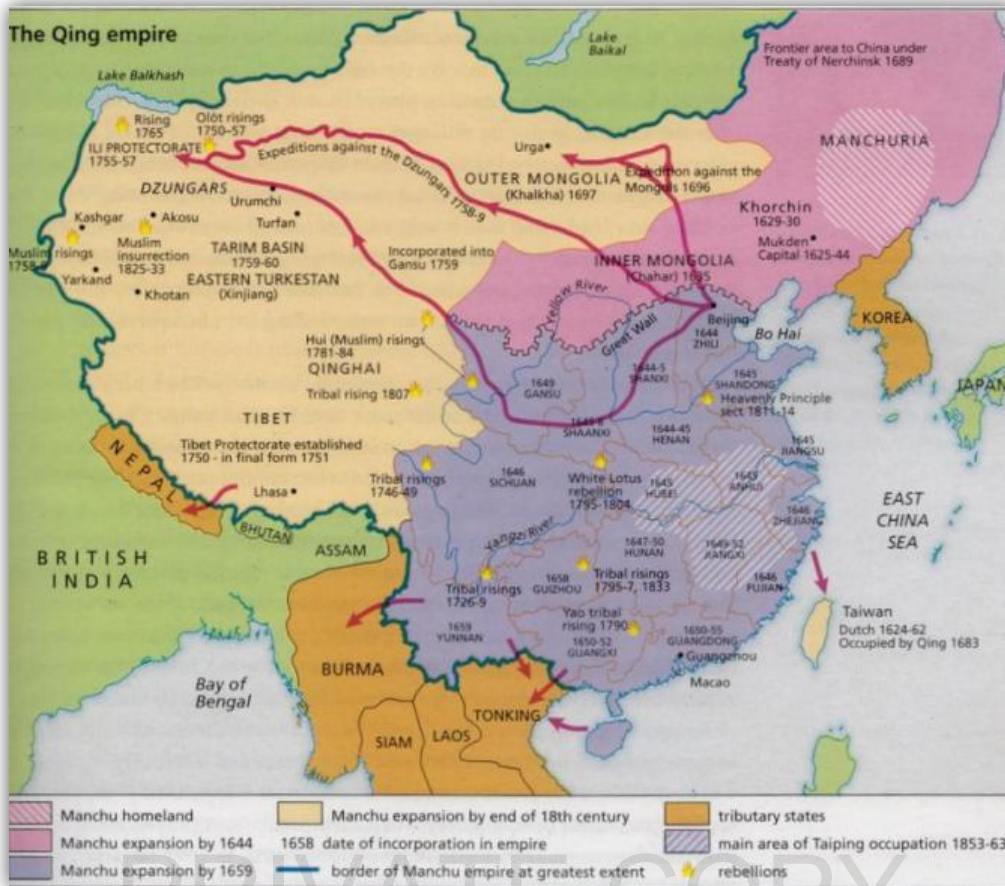 The Qing empire
Lake
Baikal
Frontier area to China under
Treaty of Nerchinsk 1689
Lake Balkhash
Rising
1765
Olöt risings
1750–57
ILI PROTECTORATE
1755-57
Expeditions against the Dzungars 1758-9
Urga
Expedition against the
Mongols 1696
MANCHURIA
DZUNGARS
Urumchi
OUTER MONGOLIA
(Khalkha) 1697
Khorchin
1629-30
Kashgar
Akosu
Turfan
Mukden
Capital 1625-44
Muslim risings
Muslim
insurrection
1825-33
TARIM BASIN
1759-60
Incorporated into
Gansu 1759
INNER MONGOLIA
(Chahar) 1635
Yarkand
EASTERN TURKESTAN
(Xinjiang)
Khotan
Yellow River
Great Wall
Beijing
1644
ZHILI
Bo Hai
KOREA
Hui (Muslim) risings
1781-84
QINGHAI
1649
GANSU
1644-5
SHANXI
1645
SHANDONG
JAPAN
Tribal rising 1807
Heavenly Principle
sect 1811-14
TIBET
SHAANXI
1644-45
HENAN
1645
JIANGSU
Tibet Protectorate established
1750 - in final form 1751
NEPAL
Lhasa
Tribal risings
1746-49
1646
SICHUAN
White Lotus
rebellion
1795-1804
1645
HUBEI
1645
ANHUI
1646
ZHEJIANG
EAST
CHINA
SEA
BHUTAN
ASSAM
BRITISH
INDIA
Yangzi River
1647-50
HUNAN
1649-52
JIANGXI
Tribal risings
1726-9
1658
GUIZHOU
Tribal risings
1795-7, 1833
1646
FUJIAN
1659
YUNNAN
Yao tribal
rising 1790
1650-52
GUANGXI
1650-55
GUANGDONG
Guangzhou
Taiwan
Dutch 1624-62
Occupied by Qing 1683
BURMA
Macao
Bay of
Bengal
TONKING
SIAM
LAOS
Manchu homeland
Manchu expansion by 1644
Manchu expansion by 1659
Manchu expansion by end of 18th century
1658 date of incorporation in empire
border of Manchu empire at greatest extent
tributary states
main area of Taiping occupation 1853-63
rebellions
PRIVATE COPY